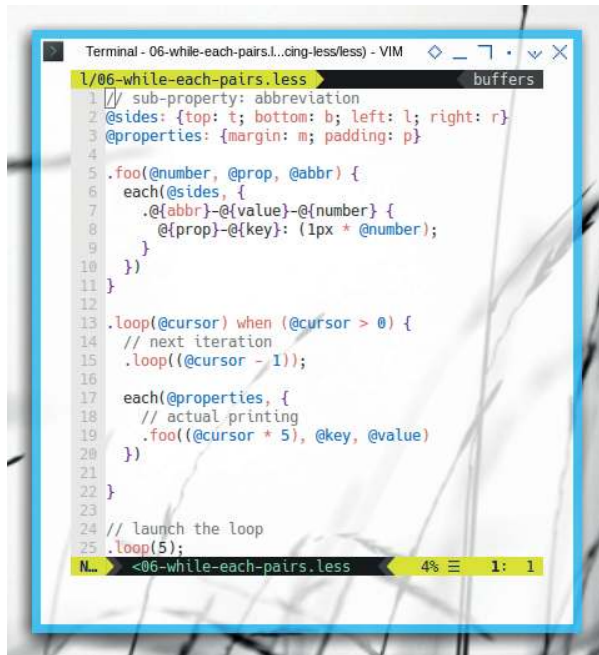 Terminal - 06-while-each-pairs.l...cing-less/less) - VIM
l/06-while-each-pairs.less buffers
1 // sub-property: abbreviation
2 @sides: {top: t; bottom: b; left: l; right: r}
3 @properties: {margin: m; padding: p}
4
5 .foo(@number, @prop, @abbr) {
6   each(@sides, {
7     .@{abbr}-@{value}-@{number} {
8       @{prop}-@{key}: (1px * @number);
9     }
10   })
11 }
12
13 .loop(@cursor) when (@cursor > 0) {
14   // next iteration
15   .loop((@cursor - 1));
16
17   each(@properties, {
18     // actual printing
19     .foo((@cursor * 5), @key, @value)
20   })
21
22 }
23
24 // launch the loop
25 .loop(5);
N… <06-while-each-pairs.less 4% ☰ 1: 1